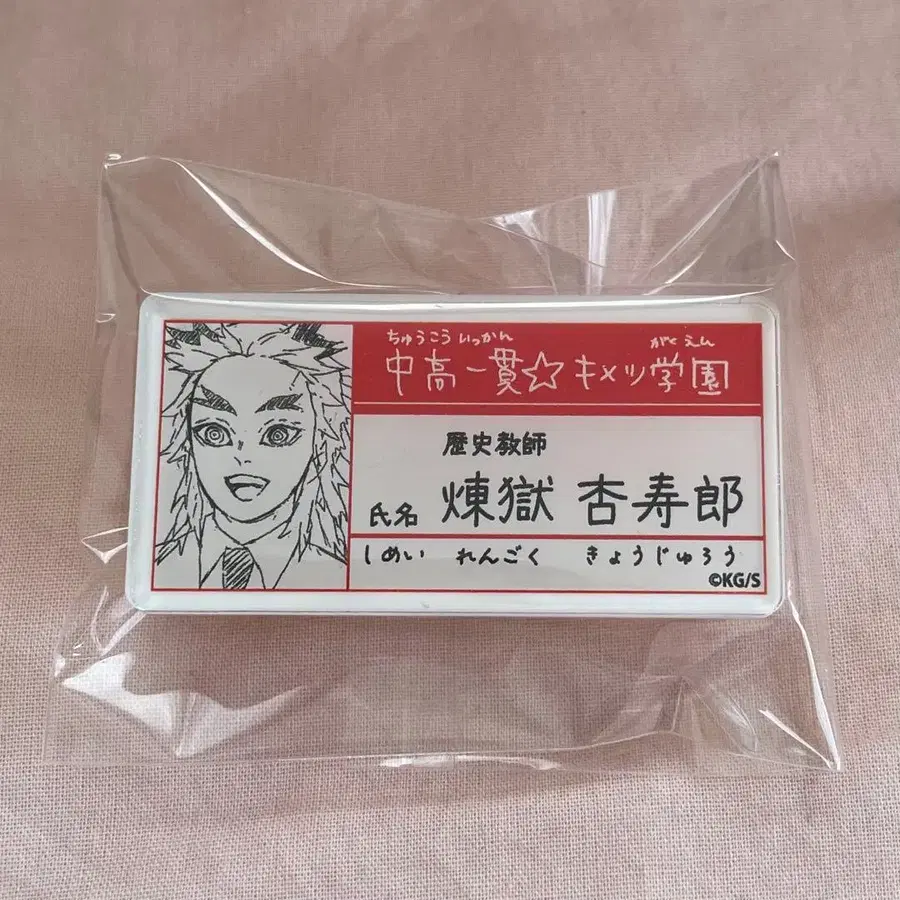 ちゅうこういっかん がくえん
中高一貫☆キメツ学園
歴史教師
氏名 煉獄 杏寿郎
しめい れんごく きょうじゅろう
©KG/S